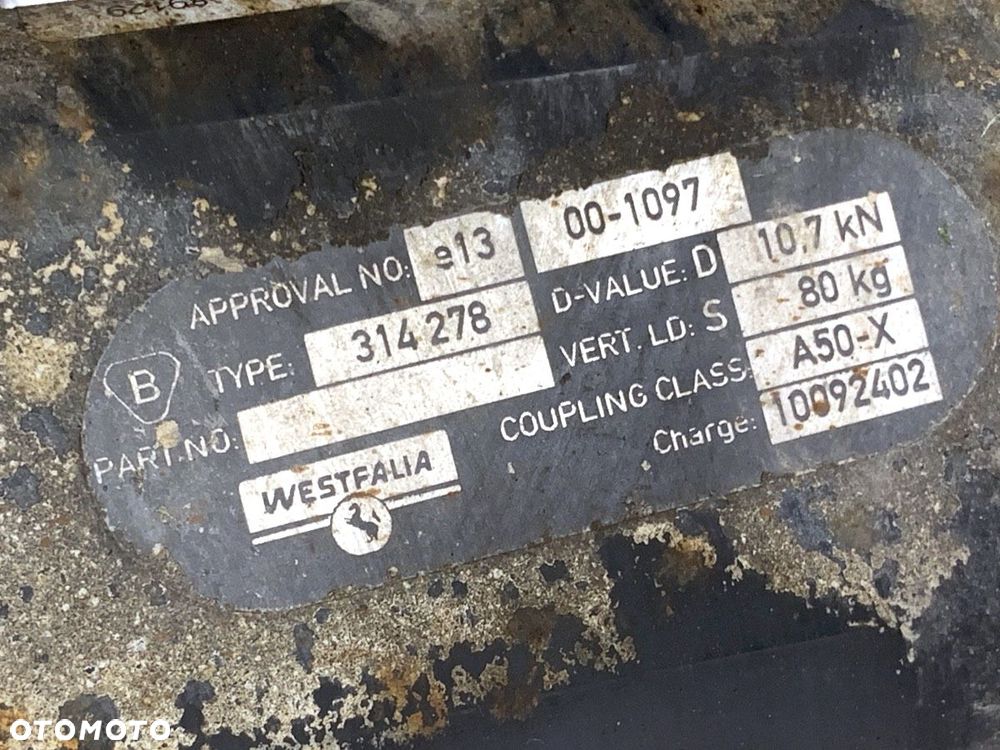 APPROVAL NO: e13 00-1097
TYPE: 314 278 D-VALUE: D 10,7 kN
B
PART.NO: VERT. LD: S 80 kg
COUPLING CLASS: A50-X
WESTFALIA Charge: 10092402
OTOMOTO